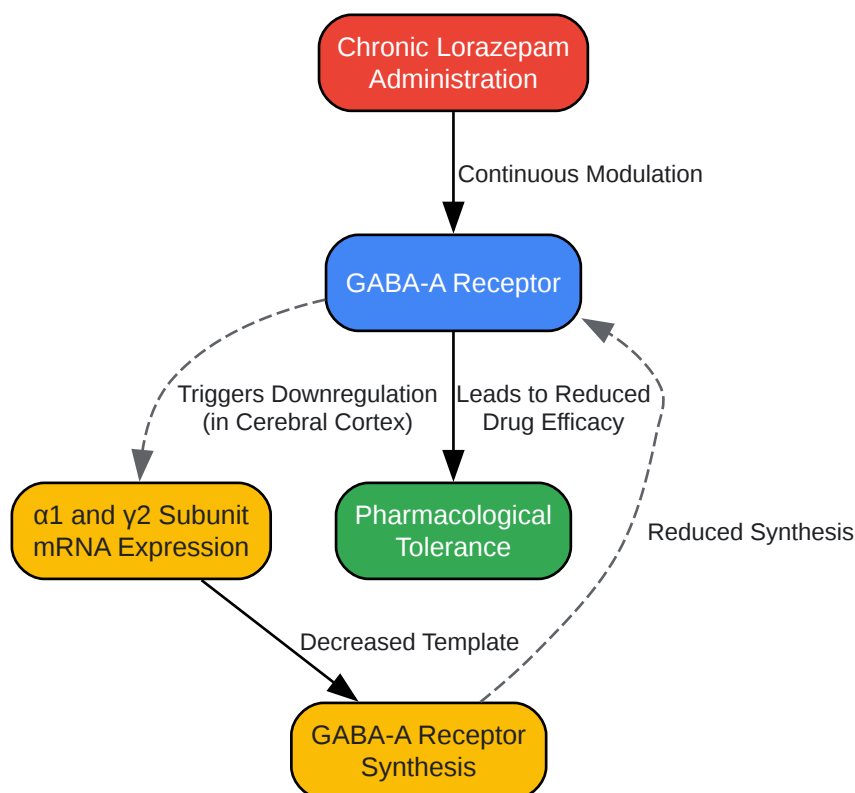 Chronic Lorazepam
Administration
Continuous Modulation
GABA-A Receptor
Triggers Downregulation
(in Cerebral Cortex)
Leads to Reduced
Drug Efficacy
α1 and γ2 Subunit
mRNA Expression
Pharmacological
Tolerance
Reduced Synthesis
Decreased Template
GABA-A Receptor
Synthesis